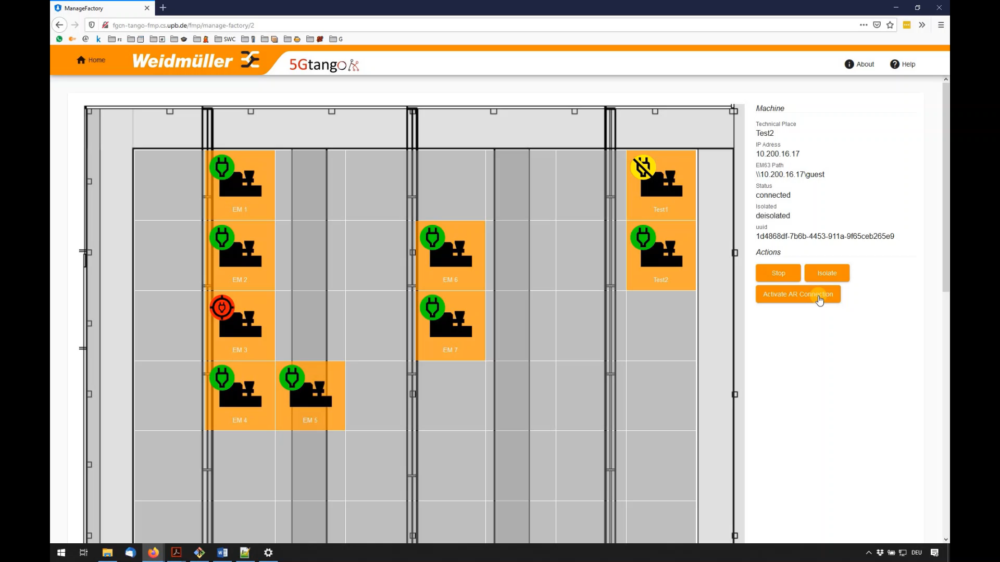 ManageFactory
fgcn-tango-fmp.cs.upb.de/fmp/manage-factory/2
FI
SWC
G
Home
Weidmüller
5Gtango
About
Help
EM 1
Test1
EM 2
EM 6
Test2
EM 3
EM 7
EM 4
EM 5
Machine
Technical Place
Test2
IP Adress
10.200.16.17
EM63 Path
\\10.200.16.17\guest
Status
connected
Isolated
deisolated
uuid
1d4868df-7b6b-4453-911a-9f65ceb265e9
Actions
Stop
Isolate
Activate AR Connection
DEU